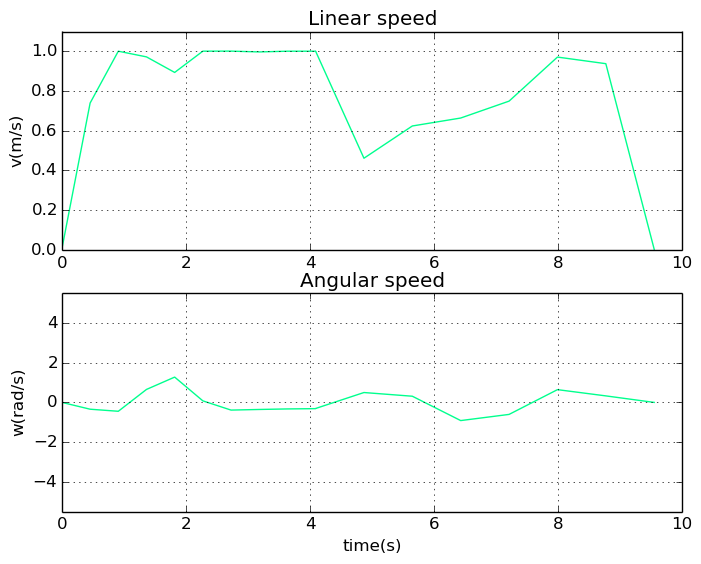 Linear speed
v(m/s)
1.0
0.8
0.6
0.4
0.2
0.0
0 2 4 6 8 10
Angular speed
w(rad/s)
4
2
0
−2
−4
0 2 4 6 8 10
time(s)